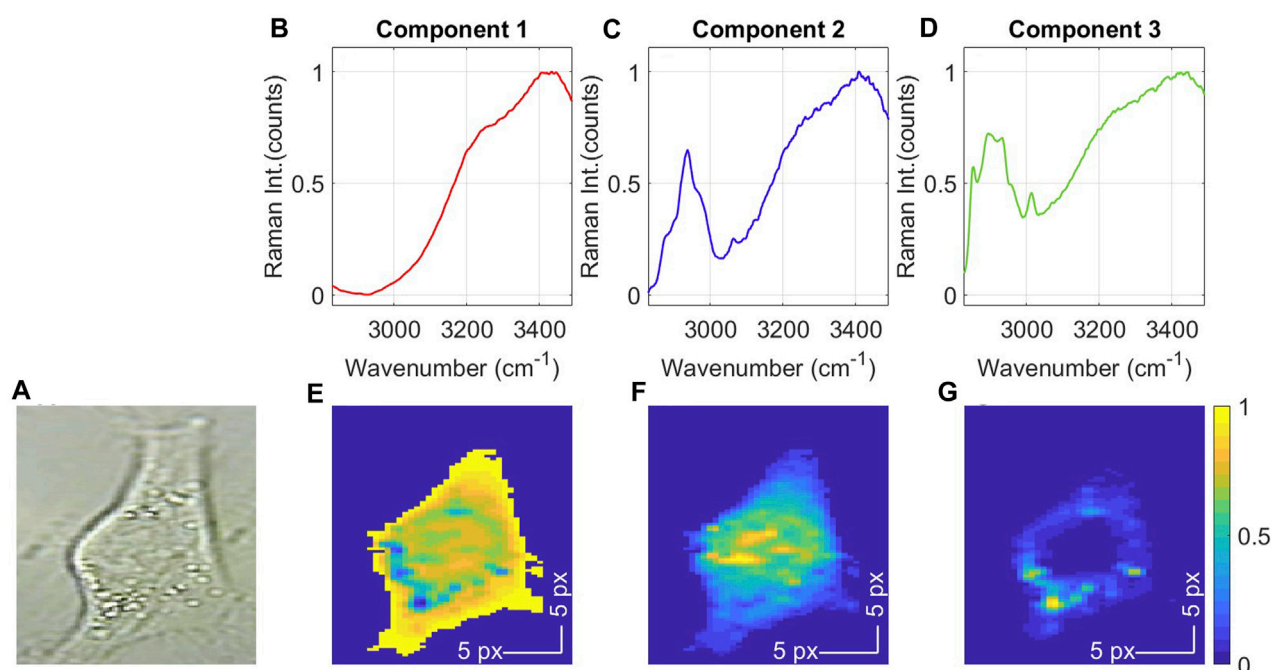 B Component 1
C Component 2
D Component 3
Raman Int.(counts)
1
0.5
0
3000 3200 3400
Wavenumber (cm-1)
Raman Int.(counts)
1
0.5
0
3000 3200 3400
Wavenumber (cm-1)
Raman Int.(counts)
1
0.5
0
3000 3200 3400
Wavenumber (cm-1)
A
E
5 px
5 px
F
5 px
5 px
G
5 px
5 px
1
0.5
0